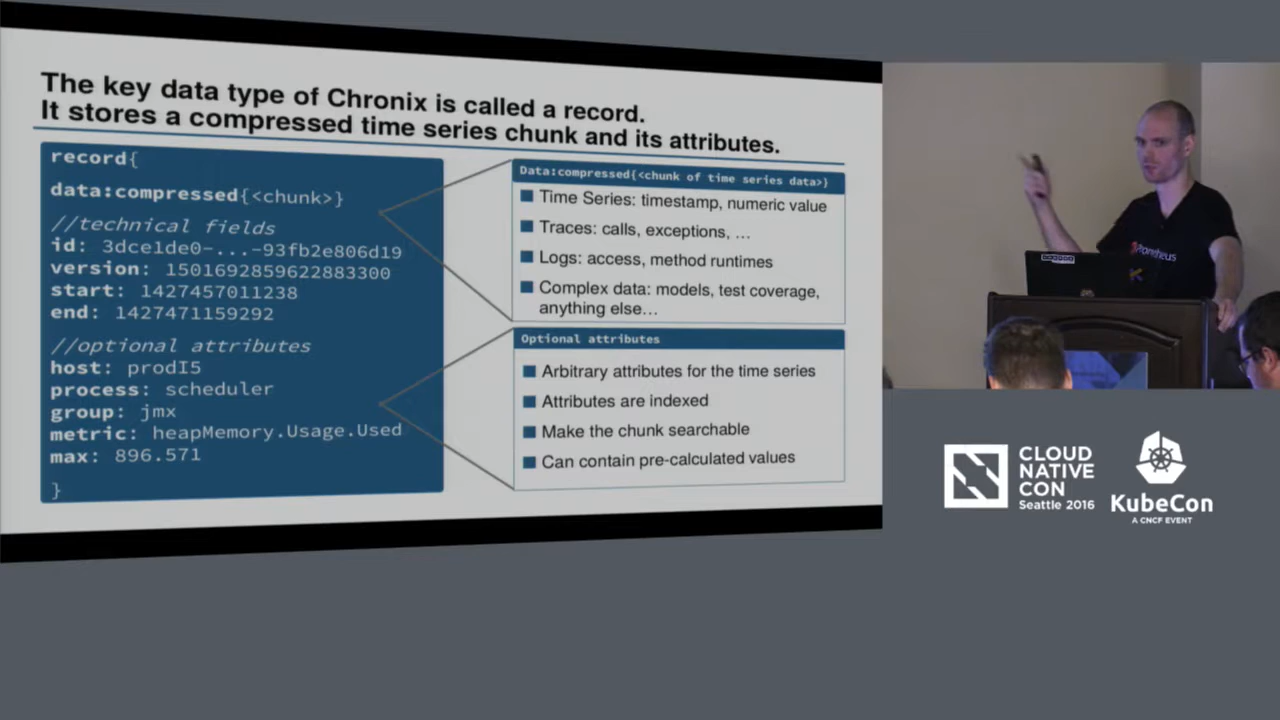 The key data type of Chronix is called a record.
It stores a compressed time series chunk and its attributes.
record{
data:compressed{<chunk>}
//technical fields
id: 3dce1de0-...-93fb2e806d19
version: 1501692859622883300
start: 1427457011238
end: 1427471159292
//optional attributes
host: prodI5
process: scheduler
group: jmx
metric: heapMemory.Usage.Used
max: 896.571
}
Data:compressed{<chunk of time series data>}
Time Series: timestamp, numeric value
Traces: calls, exceptions, …
Logs: access, method runtimes
Complex data: models, test coverage,
anything else…
Optional attributes
Arbitrary attributes for the time series
Attributes are indexed
Make the chunk searchable
Can contain pre-calculated values
Prometheus
CLOUD
NATIVE
CON
Seattle 2016
KubeCon
A CNCF EVENT